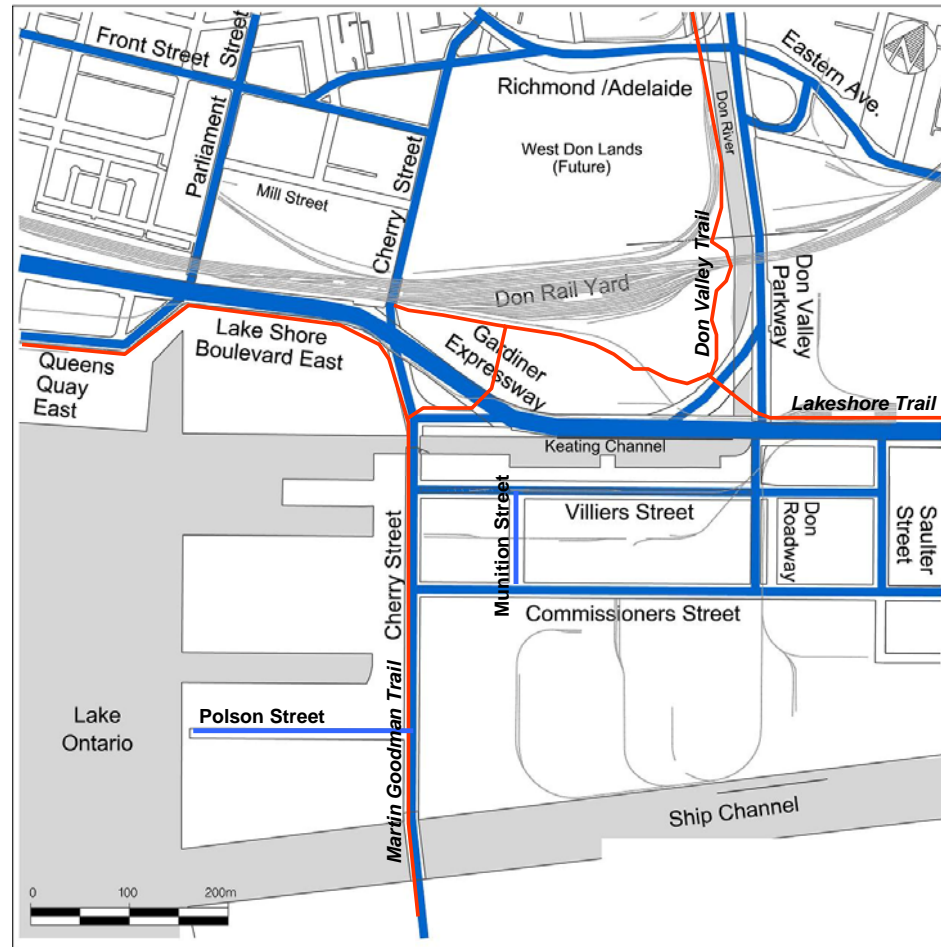 Front Street
Parliament
Street
Cherry
Street
Mill Street
Richmond /Adelaide
West Don Lands
(Future)
Don River
Eastern Ave.
Don Rail Yard
Don Valley Trail
Don Valley
Parkway
Queens
Quay
East
Lake Shore
Boulevard East
Gardiner
Expressway
Lakeshore Trail
Keating Channel
Munition Street
Villiers Street
Don
Roadway
Saulter
Street
Cherry Street
Commissioners Street
Martin Goodman Trail
Polson Street
Lake
Ontario
Ship Channel
0 100 200m